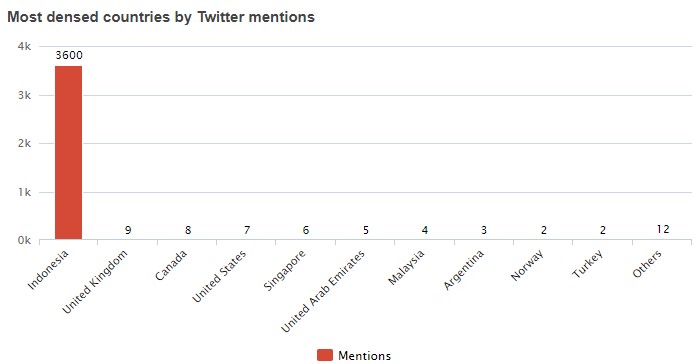 Most densed countries by Twitter mentions
4k
3k
2k
1k
0k
3600
9
8
7
6
5
4
3
2
2
12
Indonesia
United Kingdom
Canada
United States
Singapore
United Arab Emirates
Malaysia
Argentina
Norway
Turkey
Others
Mentions